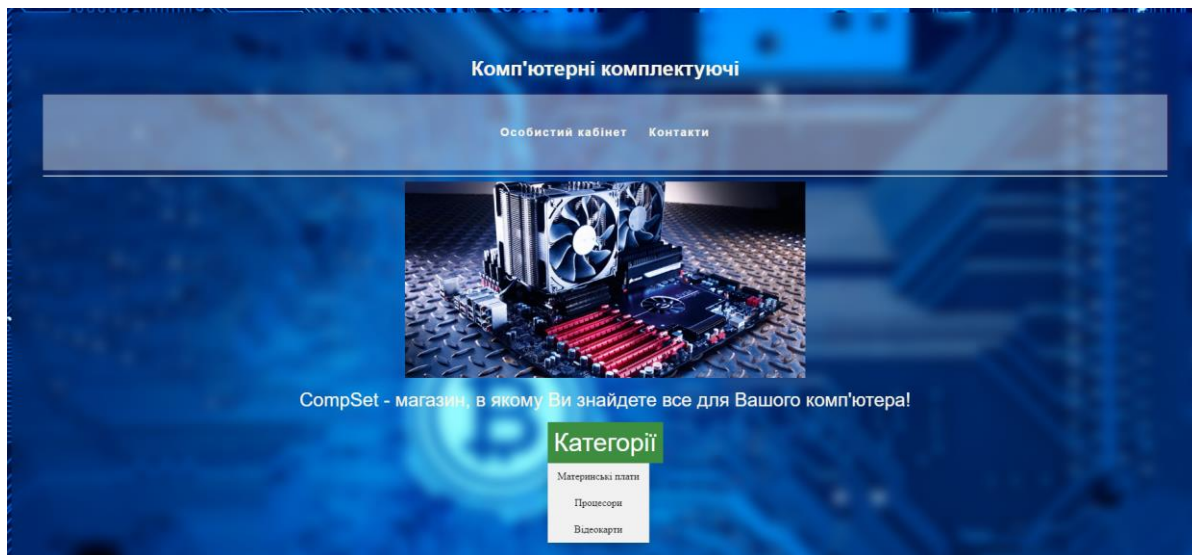 Комп'ютерні комплектуючі
Особистий кабінет Контакти
CompSet - магазин, в якому Ви знайдете все для Вашого комп'ютера!
Категорії
Материнські плати
Процесори
Відеокарти